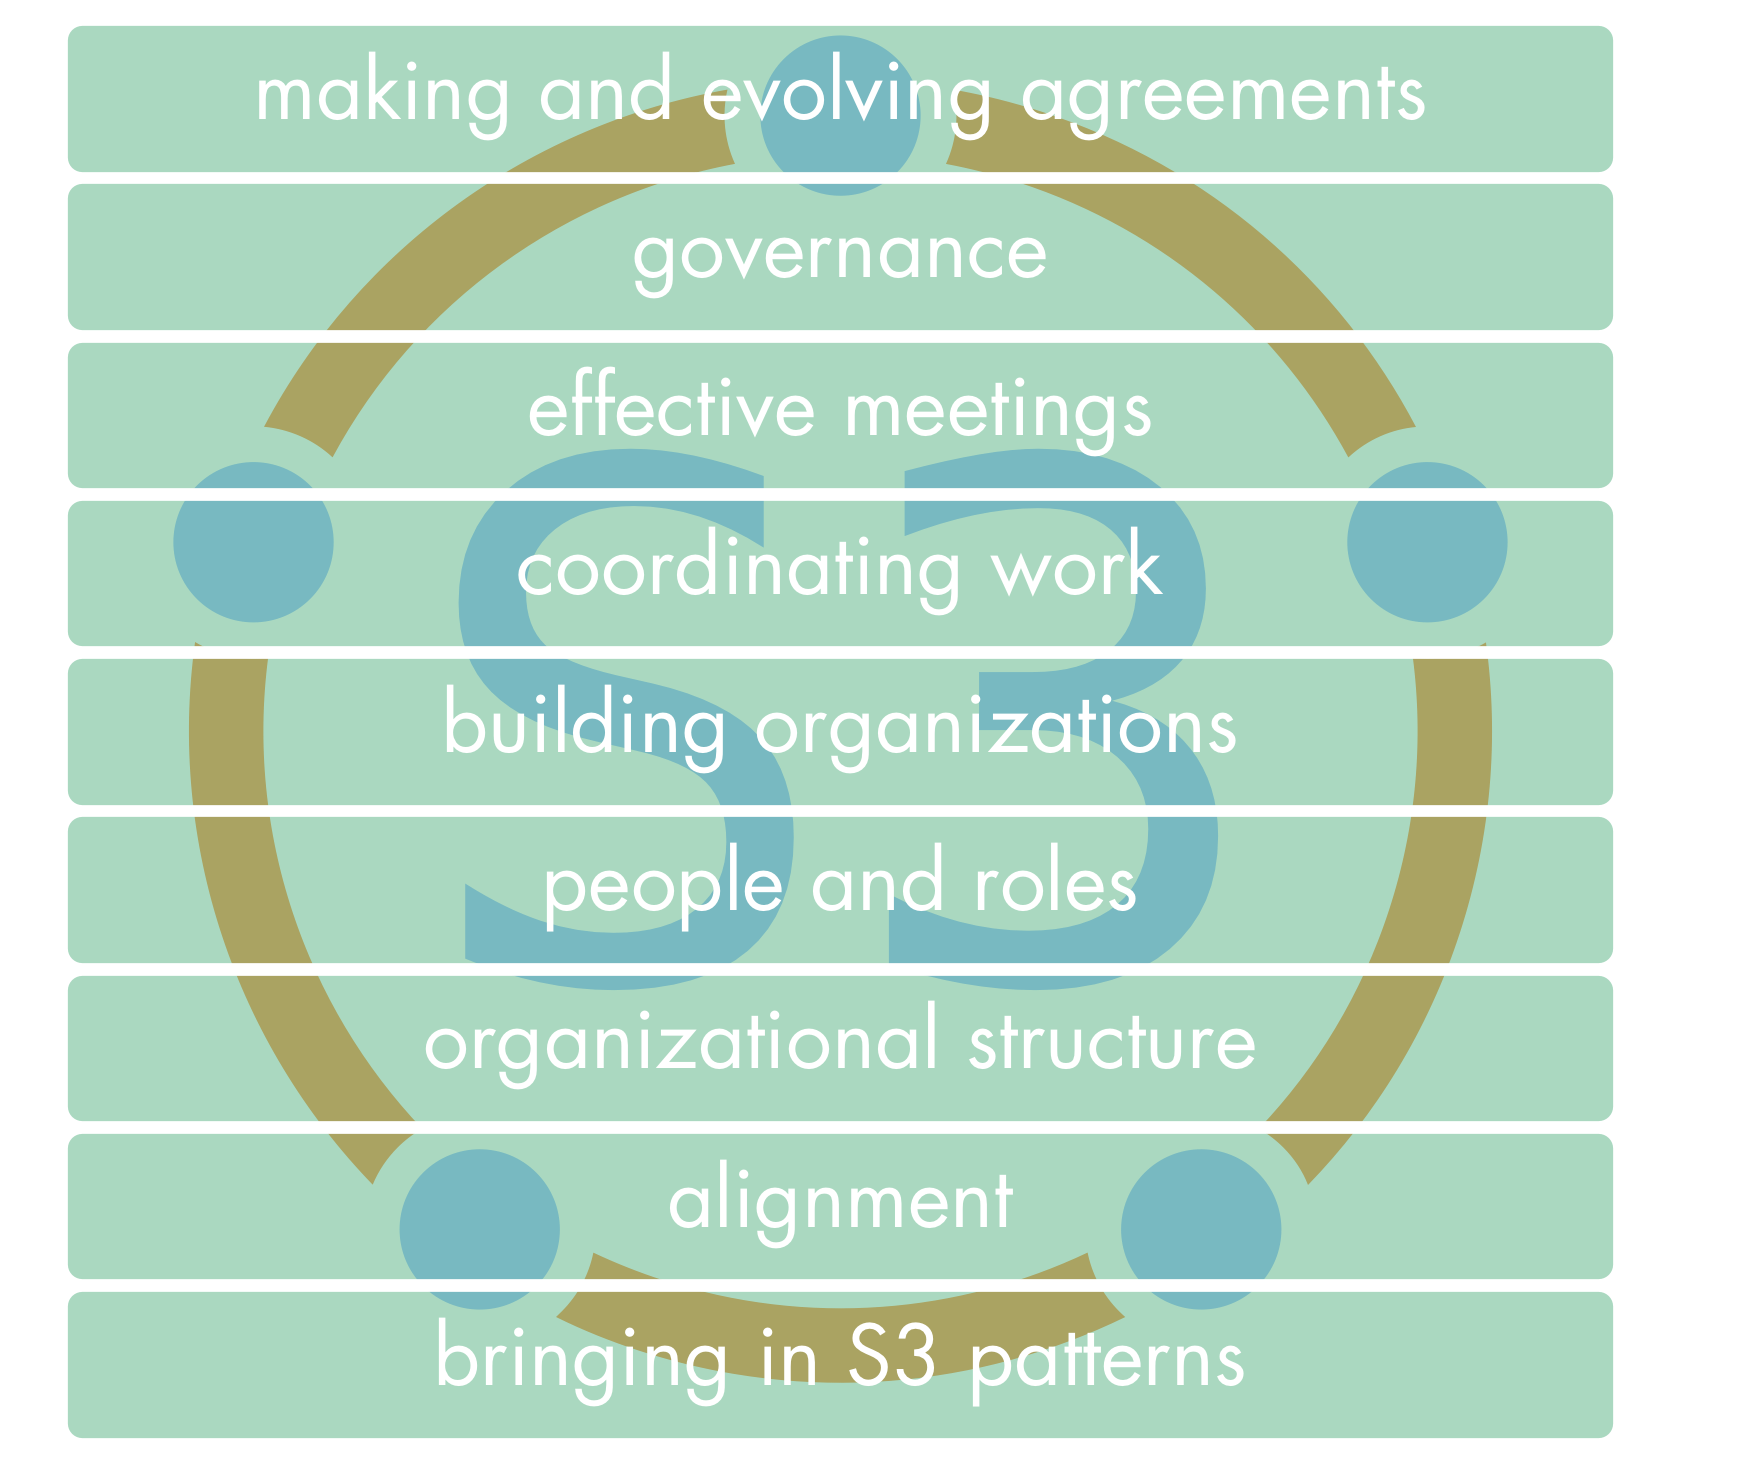 making and evolving agreements
governance
effective meetings
S3
coordinating work
building organizations
people and roles
organizational structure
alignment
bringing in S3 patterns